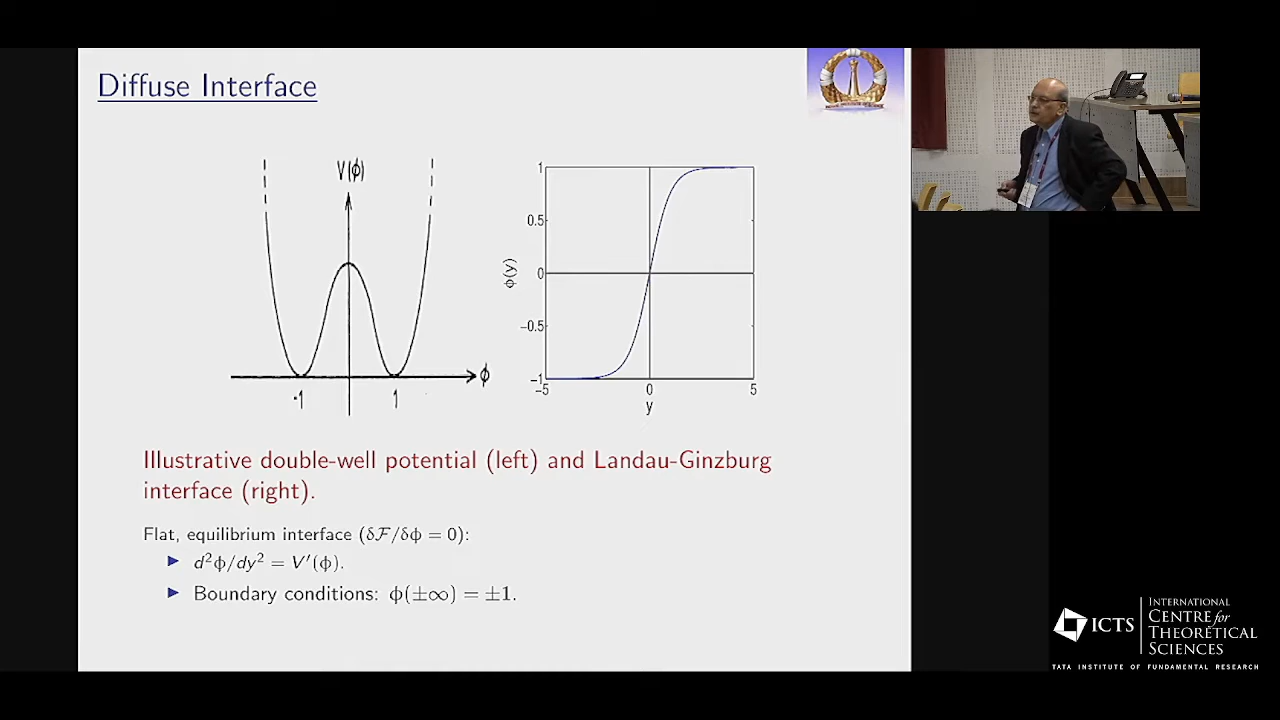 Diffuse Interface
V(ϕ)
ϕ
-1
1
1
0.5
0
−0.5
−1
−5
0
5
ϕ(y)
y
Illustrative double-well potential (left) and Landau-Ginzburg
interface (right).
Flat, equilibrium interface (δℱ/δϕ = 0):
d²ϕ/dy² = V′(ϕ).
Boundary conditions: ϕ(±∞) = ±1.
ICTS
INTERNATIONAL
CENTRE for
THEORETICAL
SCIENCES
TATA INSTITUTE OF FUNDAMENTAL RESEARCH